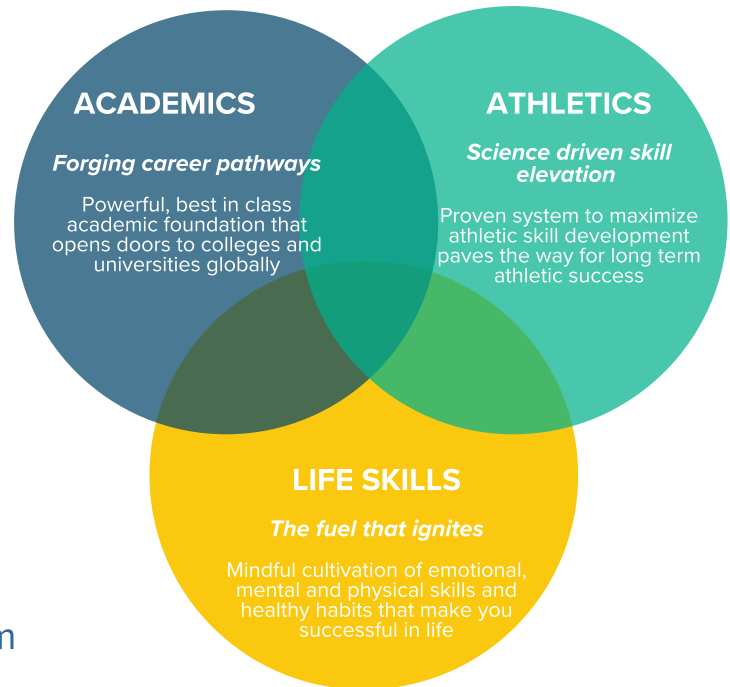 ACADEMICS
Forging career pathways
Powerful, best in class
academic foundation that
opens doors to colleges and
universities globally
ATHLETICS
Science driven skill
elevation
Proven system to maximize
athletic skill development
paves the way for long term
athletic success
LIFE SKILLS
The fuel that ignites
Mindful cultivation of emotional,
mental and physical skills and
healthy habits that make you
successful in life